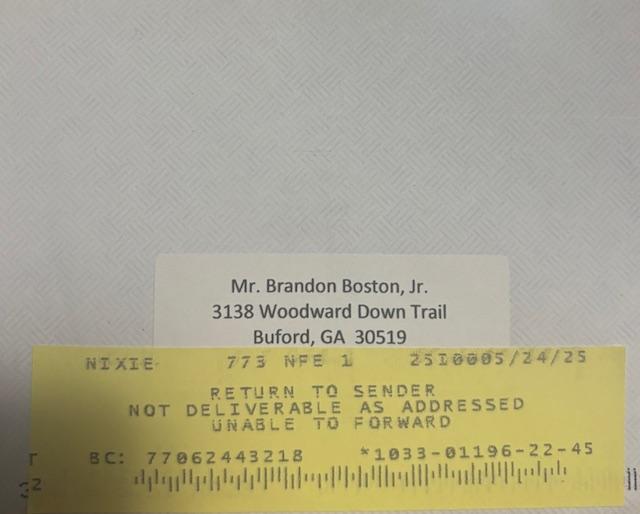 Mr. Brandon Boston, Jr.
3138 Woodward Down Trail
Buford, GA 30519
NIXIE 773 NFE 1 2510005/24/25
RETURN TO SENDER
NOT DELIVERABLE AS ADDRESSED
UNABLE TO FORWARD
BC: 77062443218 *1033-01196-22-45
T
2